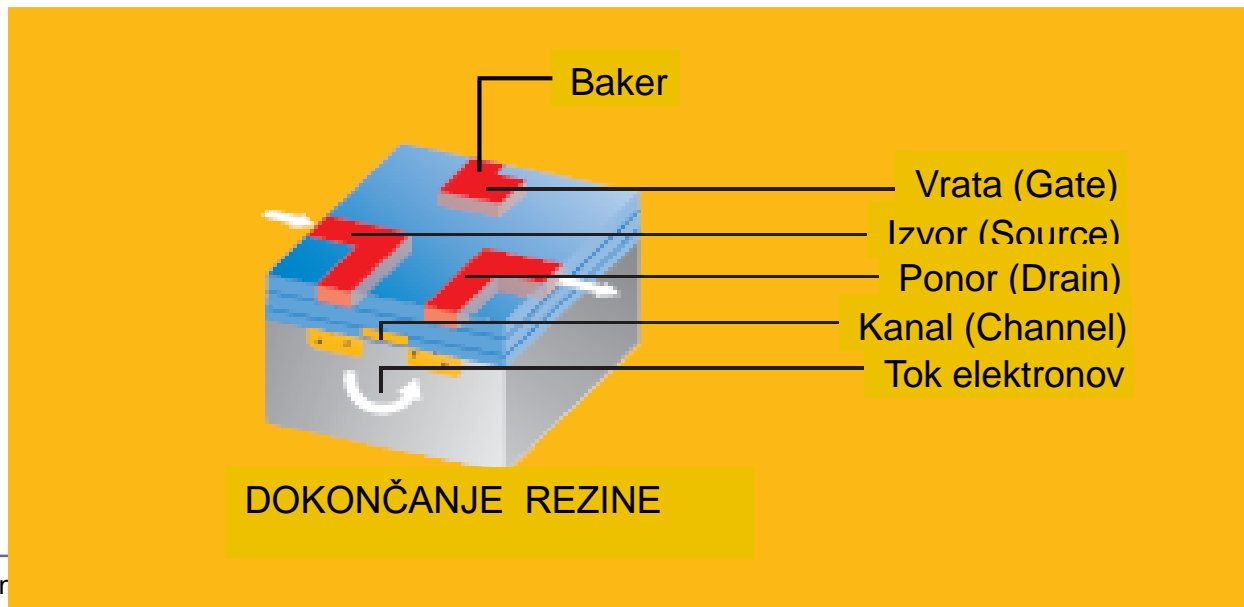 Baker
Vrata (Gate)
Izvor (Source)
Ponor (Drain)
Kanal (Channel)
Tok elektronov
DOKONČANJE REZINE